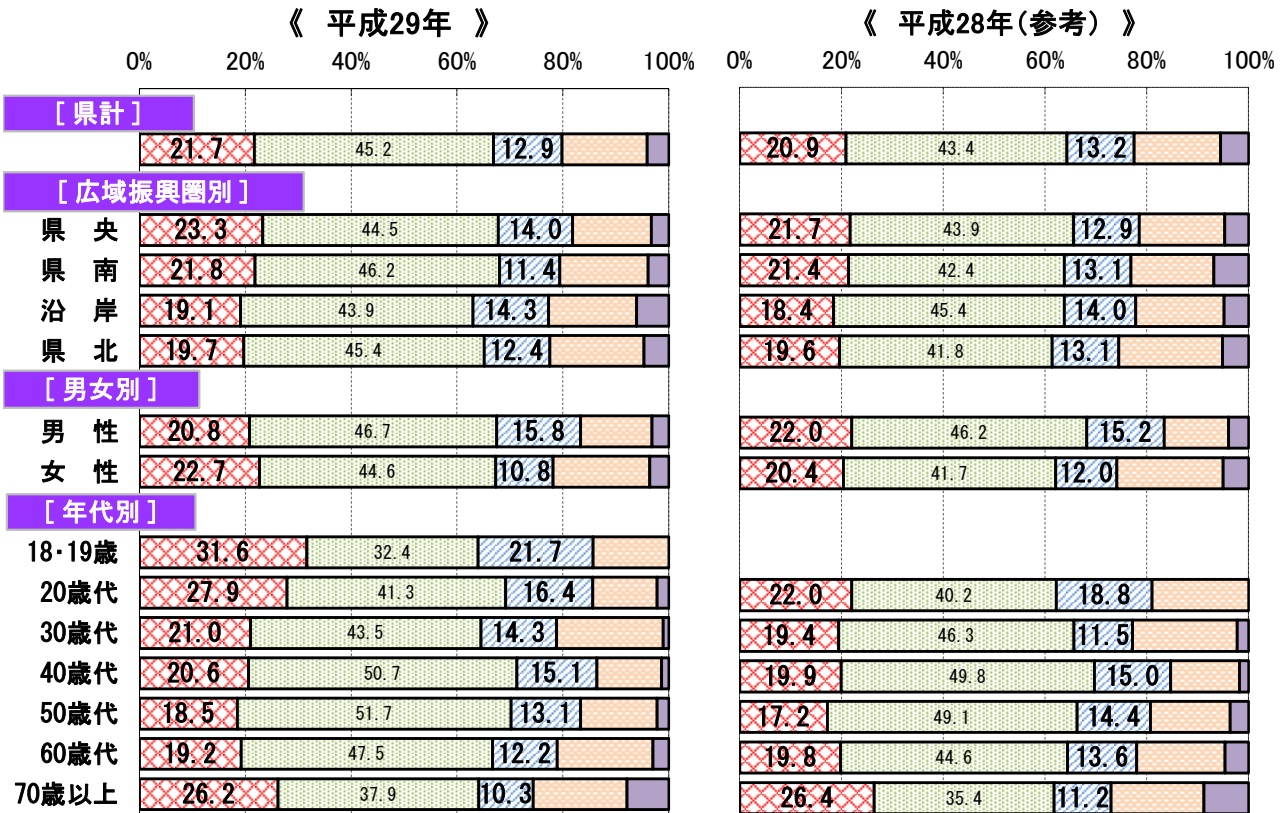 《 平成29年 》 《 平成28年(参考) 》
0% 20% 40% 60% 80% 100% 0% 20% 40% 60% 80% 100%
[ 県計 ]
21.7 45.2 12.9 20.9 43.4 13.2
[ 広域振興圏別 ]
県 央 23.3 44.5 14.0 21.7 43.9 12.9
県 南 21.8 46.2 11.4 21.4 42.4 13.1
沿 岸 19.1 43.9 14.3 18.4 45.4 14.0
県 北 19.7 45.4 12.4 19.6 41.8 13.1
[ 男女別 ]
男 性 20.8 46.7 15.8 22.0 46.2 15.2
女 性 22.7 44.6 10.8 20.4 41.7 12.0
[ 年代別 ]
18・19歳 31.6 32.4 21.7
20歳代 27.9 41.3 16.4 22.0 40.2 18.8
30歳代 21.0 43.5 14.3 19.4 46.3 11.5
40歳代 20.6 50.7 15.1 19.9 49.8 15.0
50歳代 18.5 51.7 13.1 17.2 49.1 14.4
60歳代 19.2 47.5 12.2 19.8 44.6 13.6
70歳以上 26.2 37.9 10.3 26.4 35.4 11.2